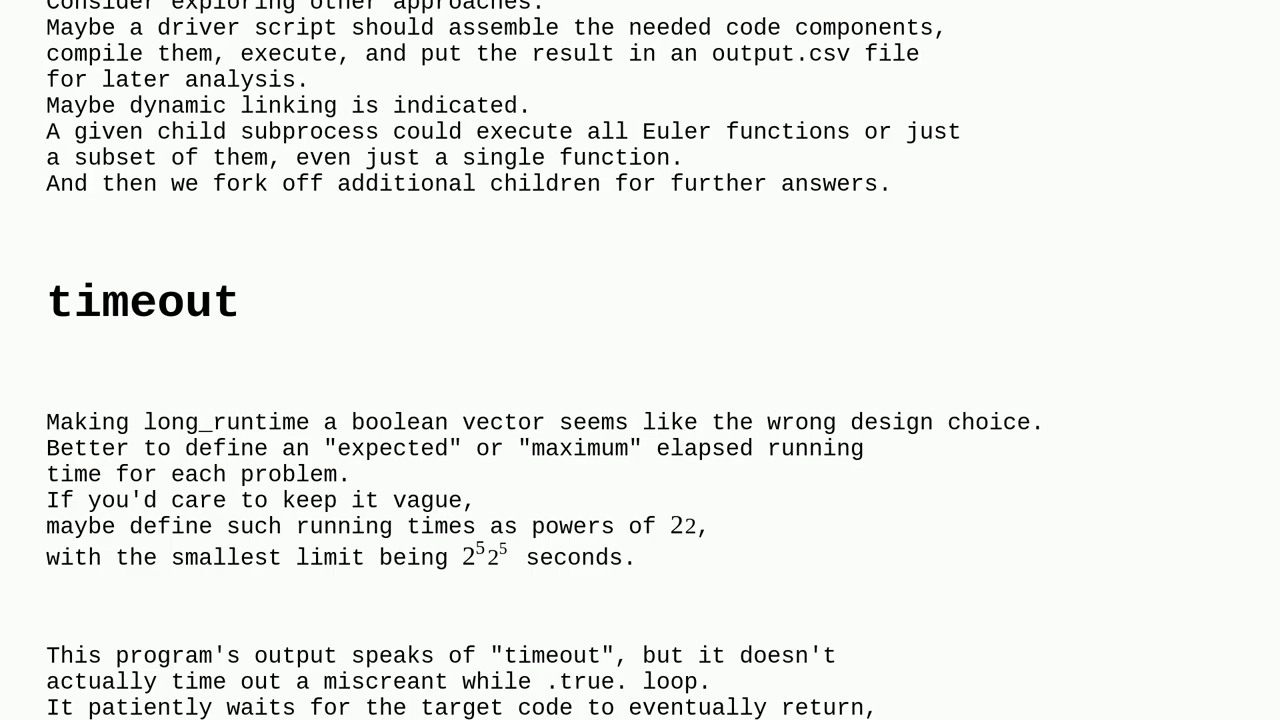 Consider exploring other approaches.
Maybe a driver script should assemble the needed code components,
compile them, execute, and put the result in an output.csv file
for later analysis.
Maybe dynamic linking is indicated.
A given child subprocess could execute all Euler functions or just
a subset of them, even just a single function.
And then we fork off additional children for further answers.
timeout
Making long_runtime a boolean vector seems like the wrong design choice.
Better to define an "expected" or "maximum" elapsed running
time for each problem.
If you'd care to keep it vague,
maybe define such running times as powers of 22,
with the smallest limit being 2⁵2⁵ seconds.
This program's output speaks of "timeout", but it doesn't
actually time out a miscreant while .true. loop.
It patiently waits for the target code to eventually return,